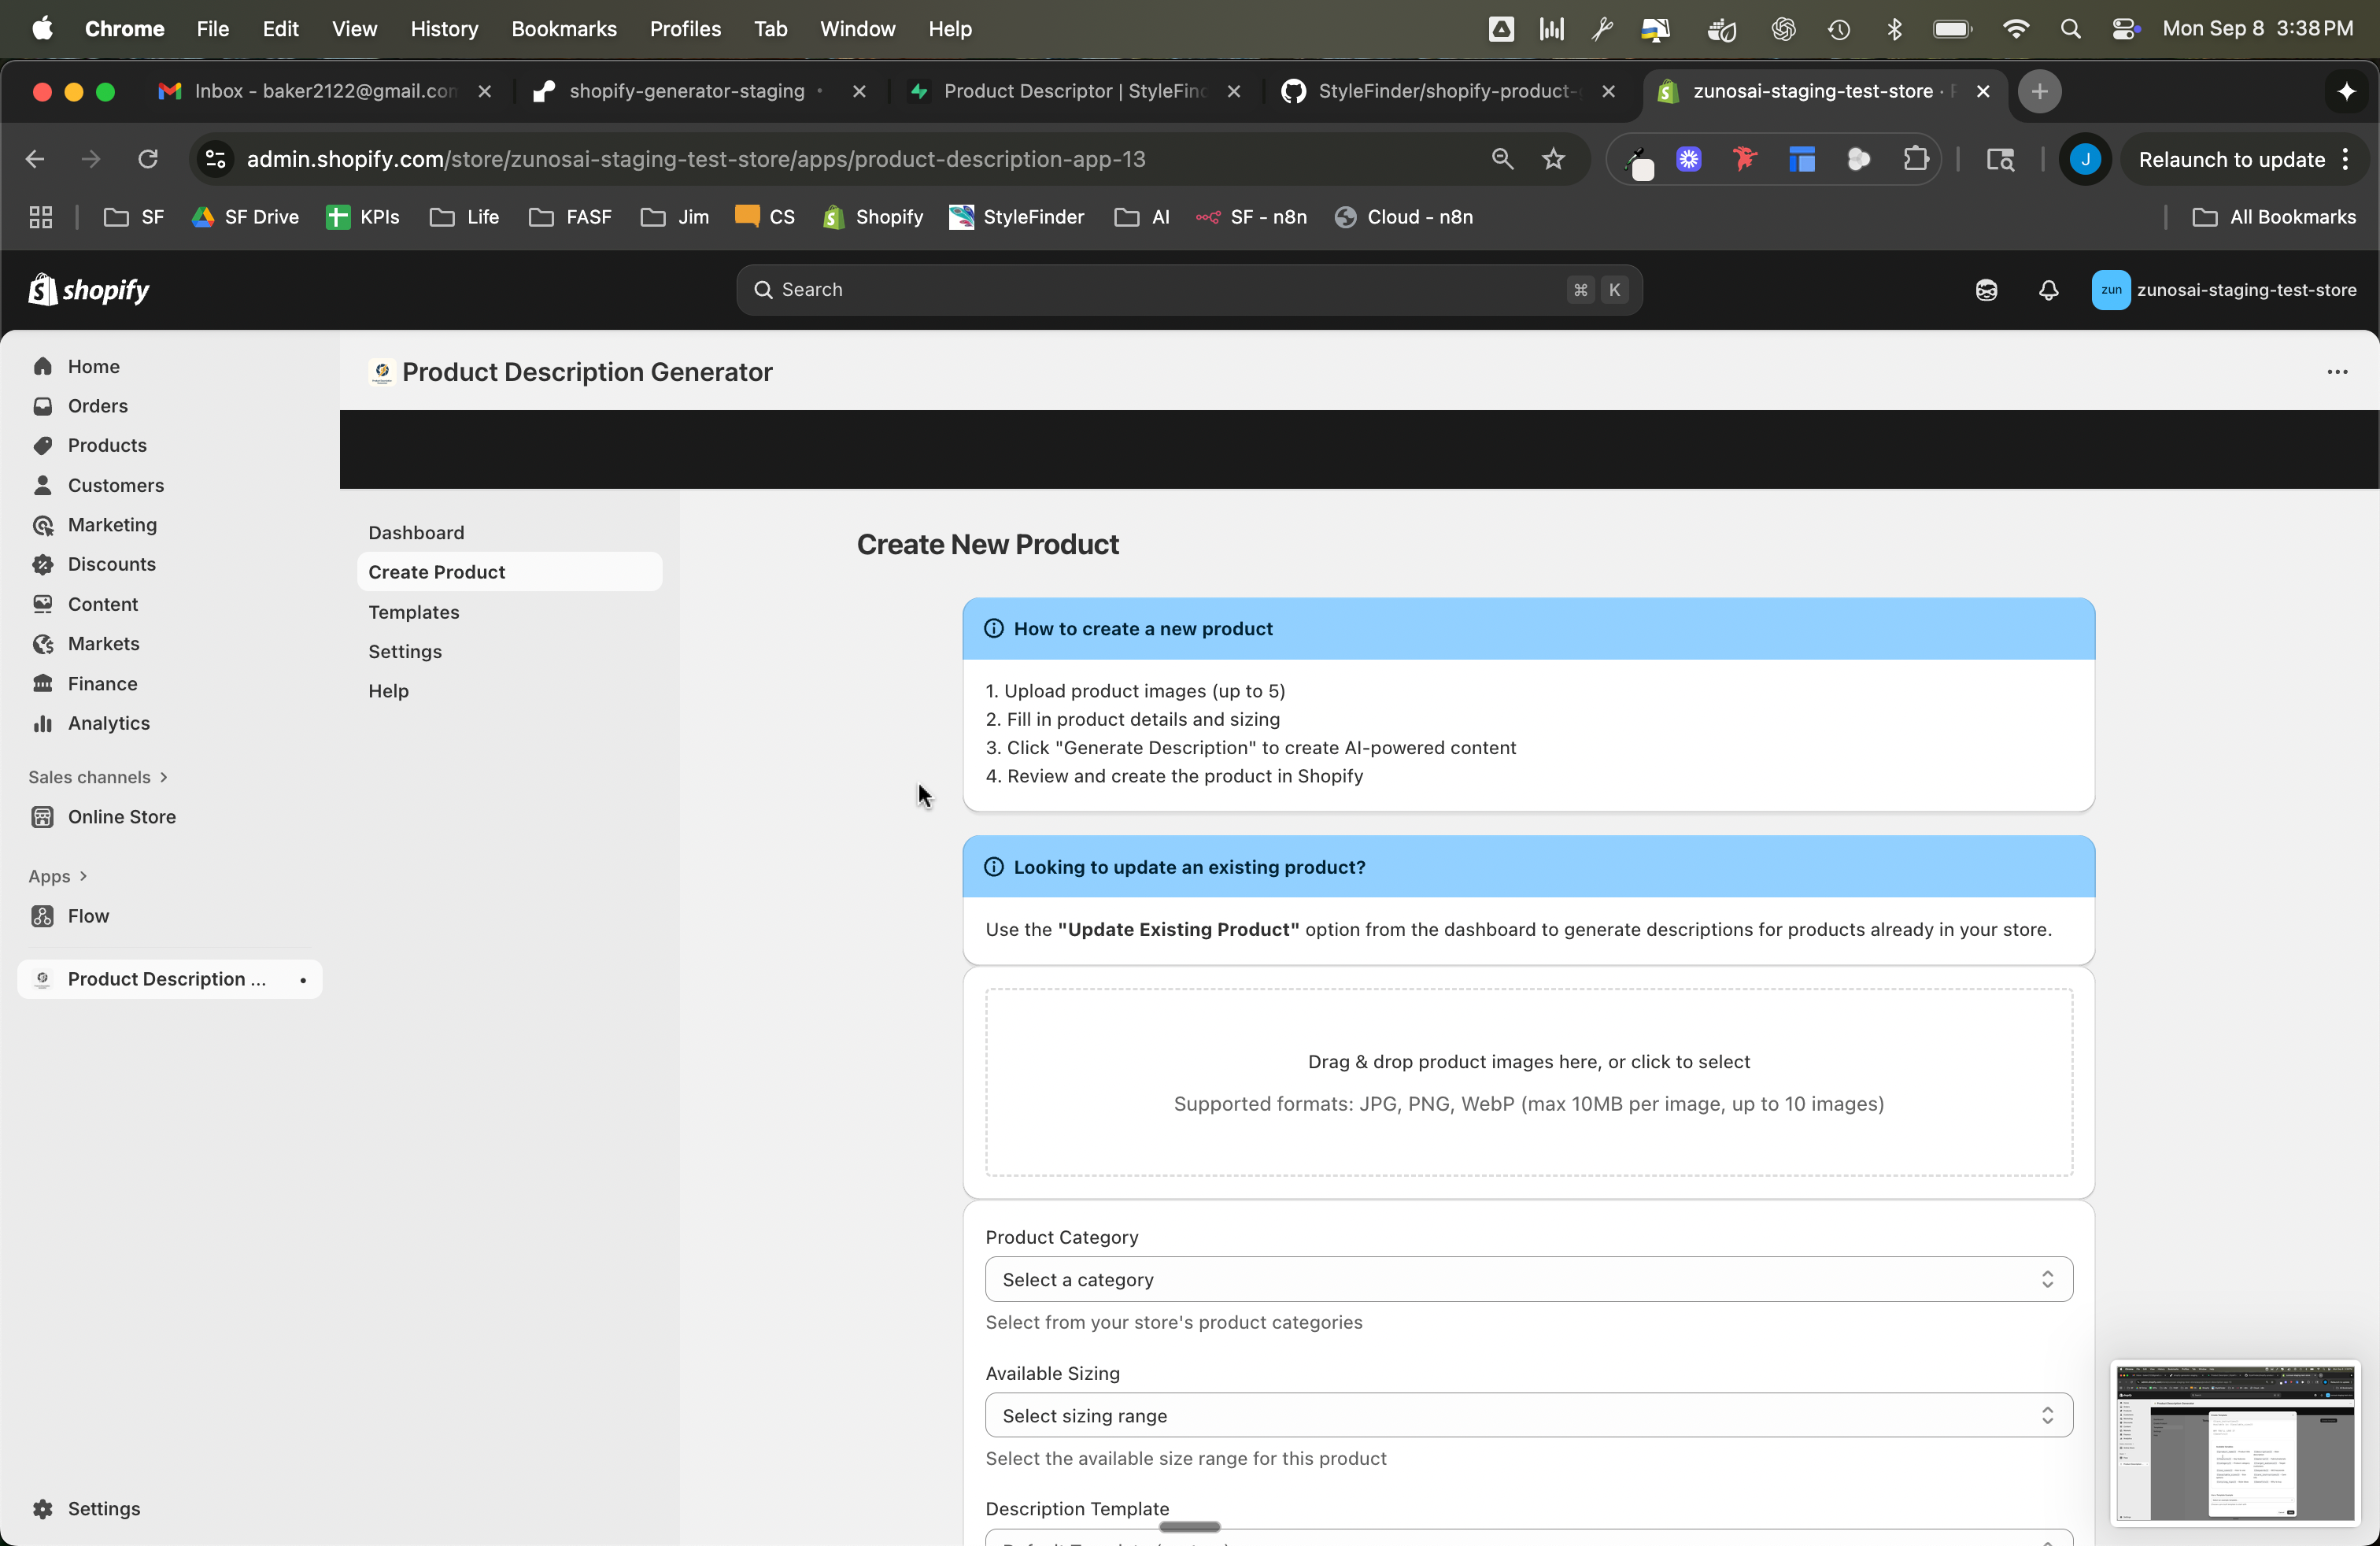 Chrome File Edit View History Bookmarks Profiles Tab Window Help Mon Sep 8 3:38 PM
Inbox - baker2122@gmail.com shopify-generator-staging Product Descriptor | StyleFind StyleFinder/shopify-product- zunosai-staging-test-store ·
admin.shopify.com/store/zunosai-staging-test-store/apps/product-description-app-13 J Relaunch to update
SF SF Drive KPIs Life FASF Jim CS Shopify StyleFinder AI SF - n8n Cloud - n8n All Bookmarks
shopify Search ⌘ K zun zunosai-staging-test-store
Home
Orders
Products
Customers
Marketing
Discounts
Content
Markets
Finance
Analytics
Sales channels
Online Store
Apps
Flow
Product Description ...
Settings
Product Description Generator
Dashboard
Create Product
Templates
Settings
Help
Create New Product
How to create a new product
1. Upload product images (up to 5)
2. Fill in product details and sizing
3. Click "Generate Description" to create AI-powered content
4. Review and create the product in Shopify
Looking to update an existing product?
Use the "Update Existing Product" option from the dashboard to generate descriptions for products already in your store.
Drag & drop product images here, or click to select
Supported formats: JPG, PNG, WebP (max 10MB per image, up to 10 images)
Product Category
Select a category
Select from your store's product categories
Available Sizing
Select sizing range
Select the available size range for this product
Description Template